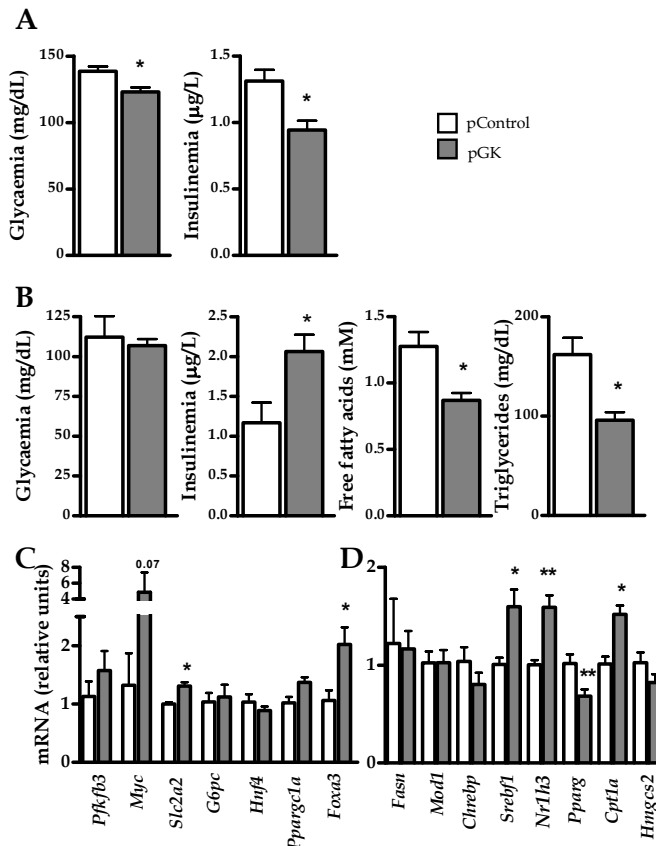 A
Glycaemia (mg/dL)
150
100
50
0
*
Insulinemia (µg/L)
1.5
1.0
0.5
0.0
*
pControl
pGK
B
Glycaemia (mg/dL)
125
100
75
50
25
0
Insulinemia (µg/L)
2.5
2.0
1.5
1.0
0.5
0.0
*
Free fatty acids (mM)
1.5
1.0
0.5
0.0
*
Triglycerides (mg/dL)
200
100
0
*
C
mRNA (relative units)
8
6
4
2
1
0
0.07
*
*
Pfkfb3
Myc
Slc2a2
G6pc
Hnf4
Ppargc1a
Foxa3
D
2
1
0
*
**
**
*
Fasn
Mod1
Chrebp
Srebf1
Nr1h3
Pparg
Cpt1a
Hmgcs2